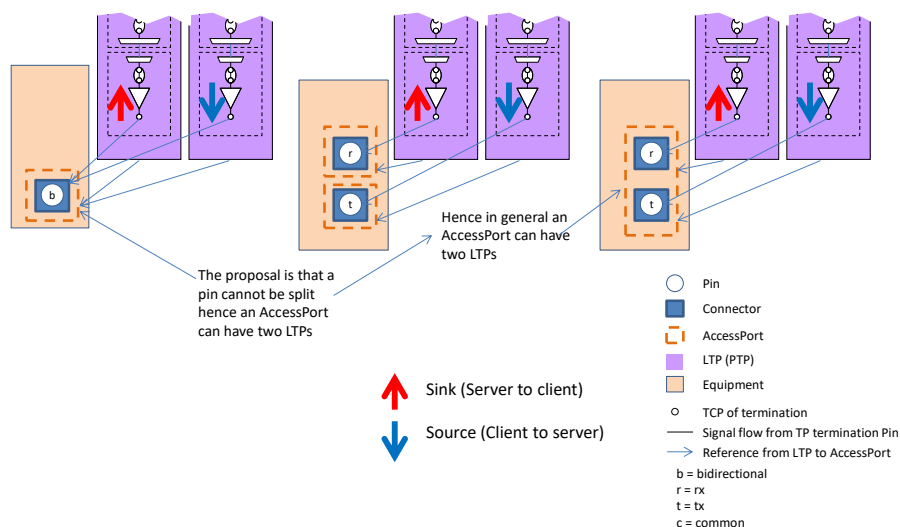 b
r
t
r
t
Hence in general an
AccessPort can have
two LTPs
The proposal is that a
pin cannot be split
hence an AccessPort
can have two LTPs
Sink (Server to client)
Source (Client to server)
Pin
Connector
AccessPort
LTP (PTP)
Equipment
TCP of termination
Signal flow from TP termination Pin
Reference from LTP to AccessPort
b = bidirectional
r = rx
t = tx
c = common